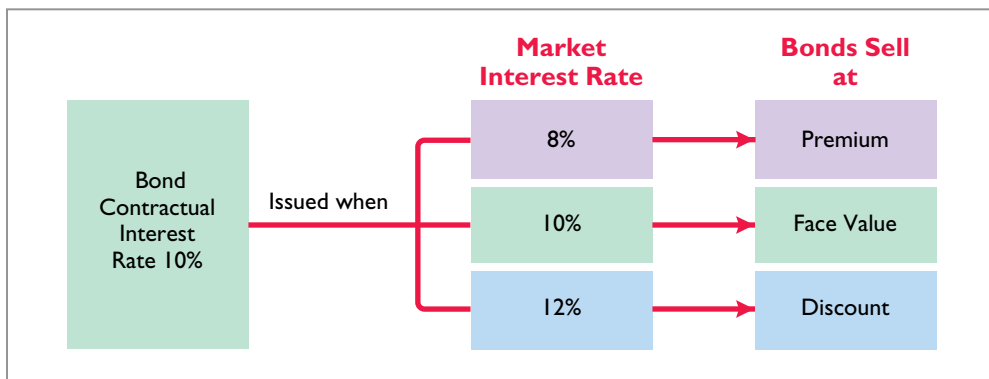 Market
Interest Rate
Bonds Sell
at
Bond
Contractual
Interest
Rate 10%
Issued when
8%
Premium
10%
Face Value
12%
Discount